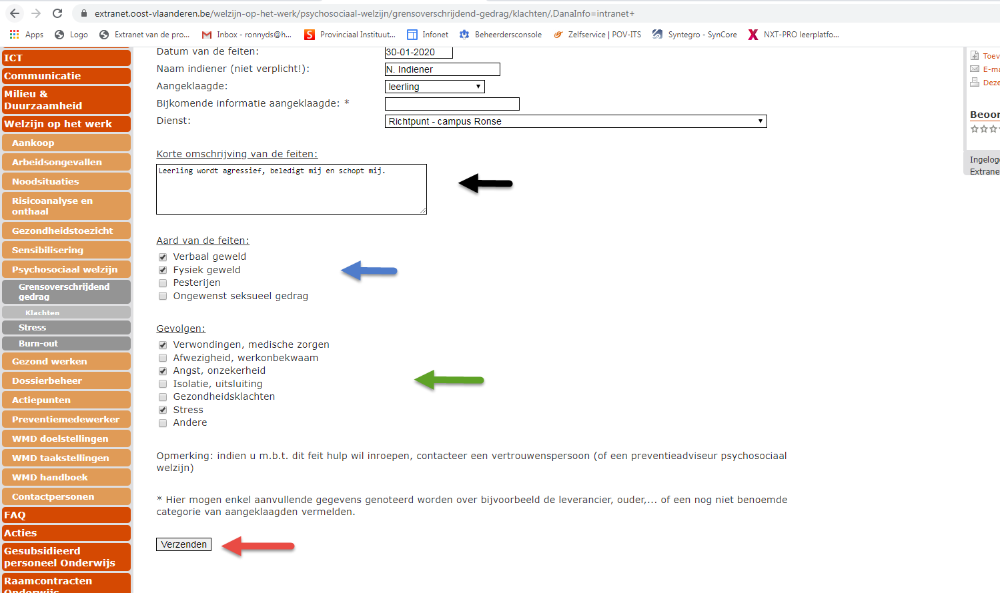 extranet.oost-vlaanderen.be/welzijn-op-het-werk/psychosociaal-welzijn/grensoverschrijdend-gedrag/klachten/,DanaInfo=intranet+
Apps Logo Extranet van de pro... Inbox - ronnyds@h... Provinciaal Instituut... Infonet Beheerdersconsole Zelfservice | POV-ITS Syntegro - SynCore NXT-PRO leerplatfo...
ICT
Communicatie
Milieu &
Duurzaamheid
Welzijn op het werk
Aankoop
Arbeidsongevallen
Noodsituaties
Risicoanalyse en
onthaal
Gezondheidstoezicht
Sensibilisering
Psychosociaal welzijn
Grensoverschrijdend
gedrag
Klachten
Stress
Burn-out
Gezond werken
Dossierbeheer
Actiepunten
Preventiemedewerker
WMD doelstellingen
WMD taakstellingen
WMD handboek
Contactpersonen
FAQ
Acties
Gesubsidieerd
personeel Onderwijs
Raamcontracten
Onderwijs
Datum van de feiten: 30-01-2020
Naam indiener (niet verplicht!): N. Indiener
Aangeklaagde: leerling
Bijkomende informatie aangeklaagde: *
Dienst: Richtpunt - campus Ronse
Korte omschrijving van de feiten:
Leerling wordt agressief, beledigt mij en schopt mij.
Aard van de feiten:
Verbaal geweld
Fysiek geweld
Pesterijen
Ongewenst seksueel gedrag
Gevolgen:
Verwondingen, medische zorgen
Afwezigheid, werkonbekwaam
Angst, onzekerheid
Isolatie, uitsluiting
Gezondheidsklachten
Stress
Andere
Opmerking: indien u m.b.t. dit feit hulp wil inroepen, contacteer een vertrouwenspersoon (of een preventieadviseur psychosociaal
welzijn)
* Hier mogen enkel aanvullende gegevens genoteerd worden over bijvoorbeeld de leverancier, ouder,... of een nog niet benoemde
categorie van aangeklaagden vermelden.
Verzenden
Toev
E-ma
Deze
Beoor
Ingeloge
Extrane